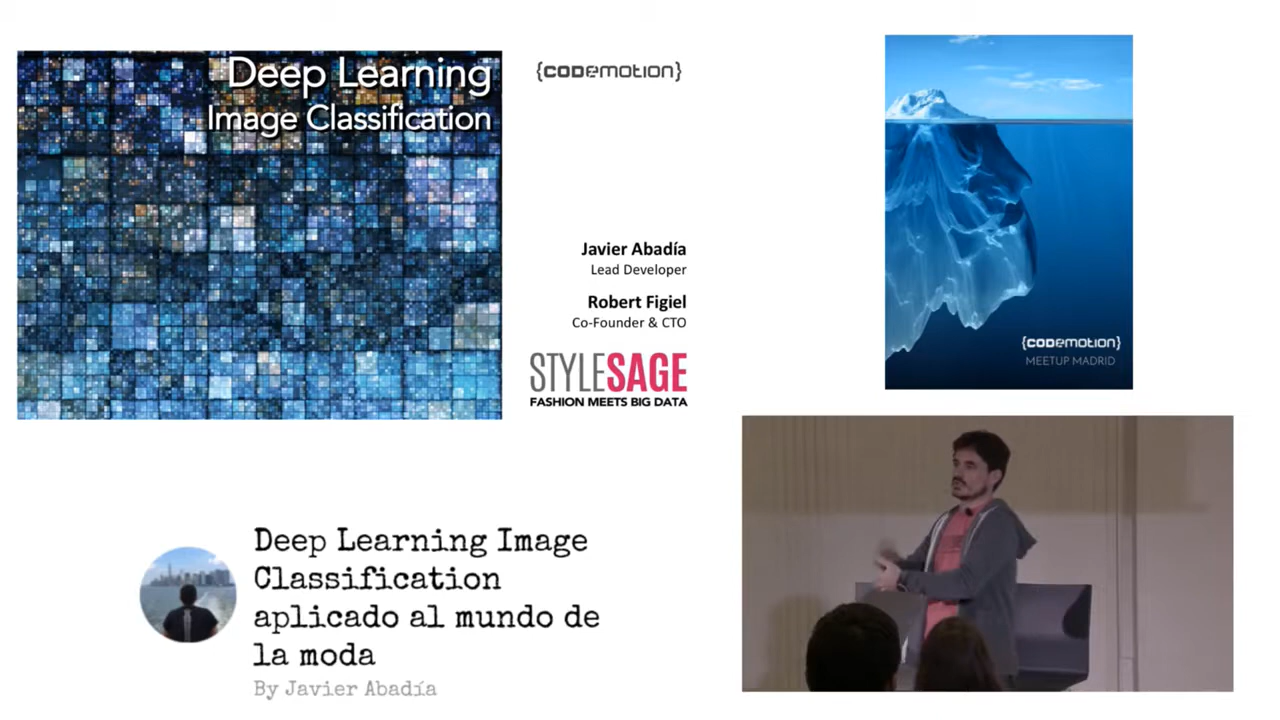 Deep Learning
Image Classification
{CODEMOTION}
Javier Abadía
Lead Developer
Robert Figiel
Co-Founder & CTO
STYLESAGE
FASHION MEETS BIG DATA
{CODEMOTION}
MEETUP MADRID
Deep Learning Image
Classification
aplicado al mundo de
la moda
By Javier Abadía